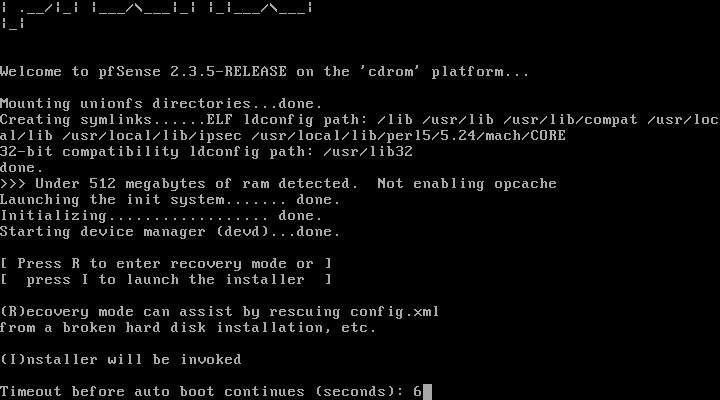 Welcome to pfSense 2.3.5-RELEASE on the 'cdrom' platform...
Mounting unionfs directories...done.
Creating symlinks......ELF ldconfig path: /lib /usr/lib /usr/lib/compat /usr/loc
al/lib /usr/local/lib/ipsec /usr/local/lib/perl5/5.24/mach/CORE
32-bit compatibility ldconfig path: /usr/lib32
done.
>>> Under 512 megabytes of ram detected.  Not enabling opcache
Launching the init system....... done.
Initializing.................. done.
Starting device manager (devd)...done.
[ Press R to enter recovery mode or ]
[  press I to launch the installer  ]
(R)ecovery mode can assist by rescuing config.xml
from a broken hard disk installation, etc.
(I)nstaller will be invoked
Timeout before auto boot continues (seconds): 6